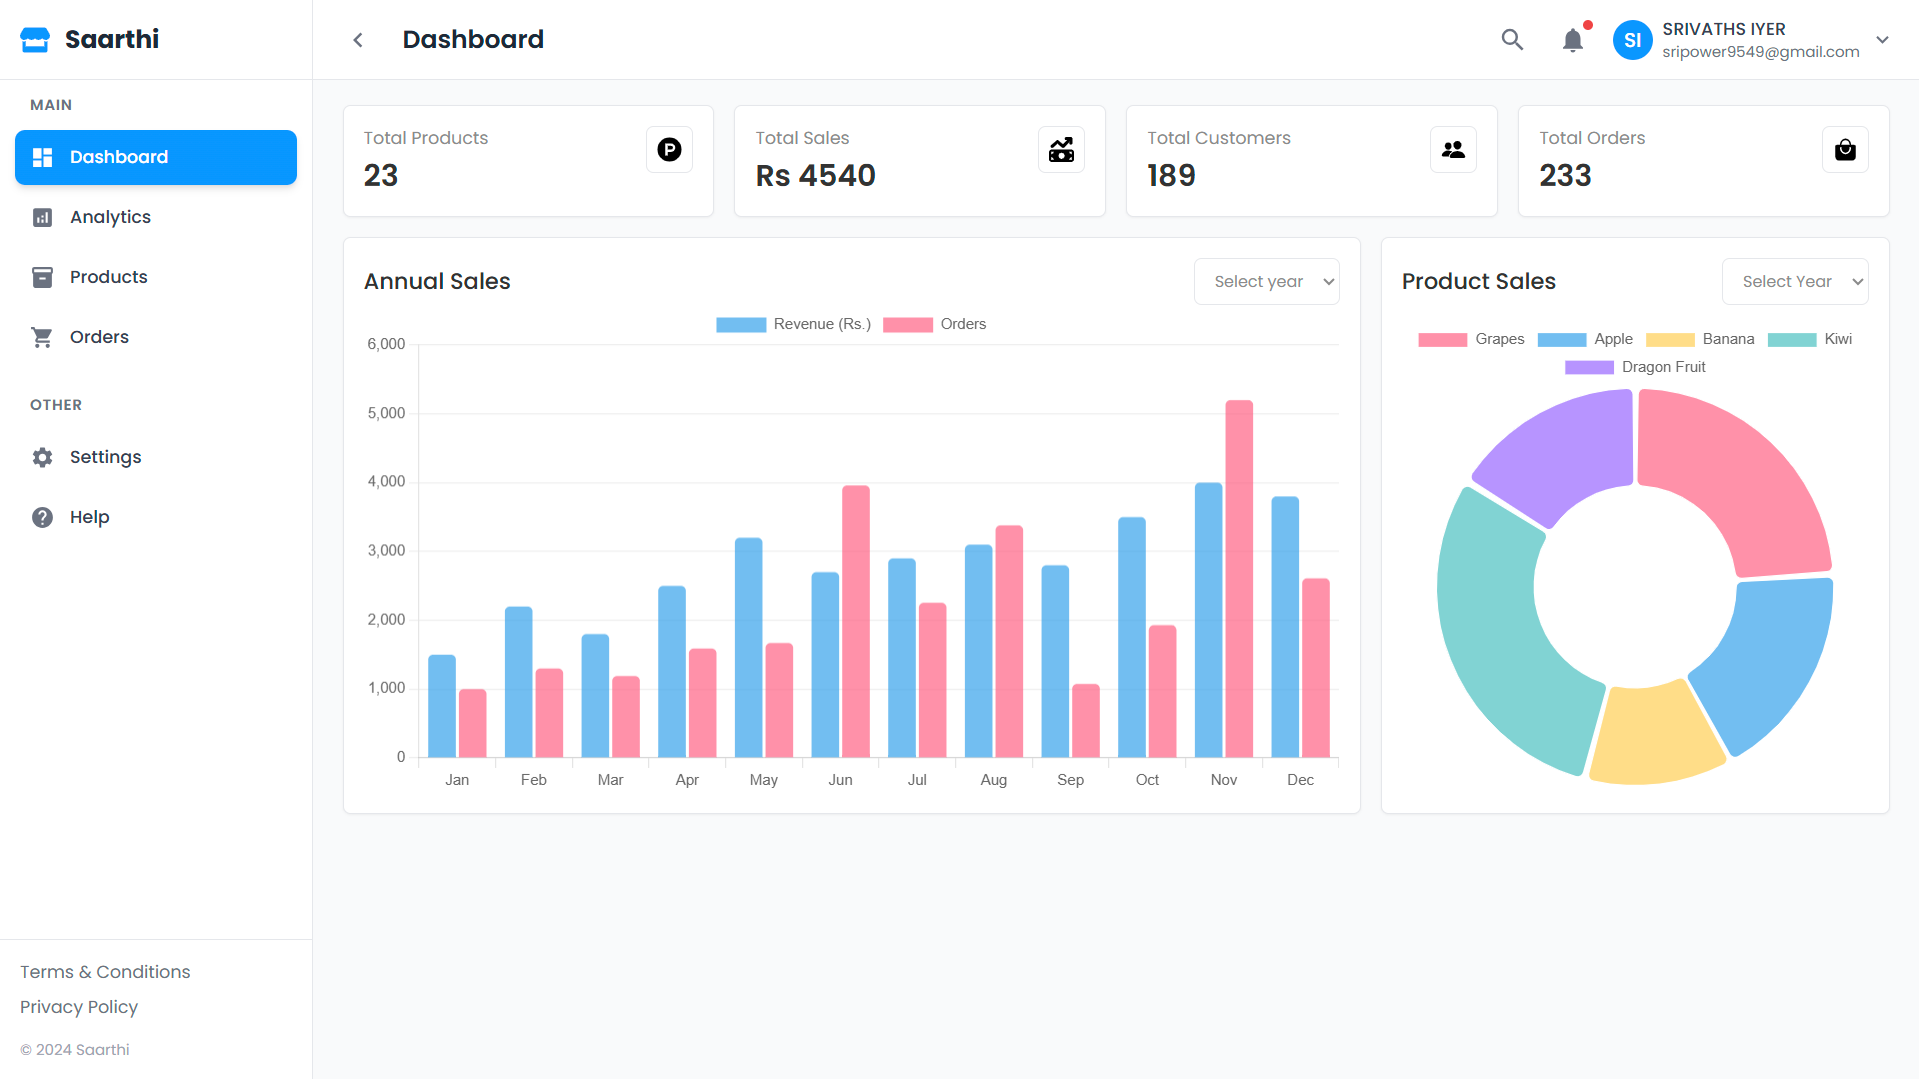 Saarthi
MAIN
Dashboard
Analytics
Products
Orders
OTHER
Settings
Help
Terms & Conditions
Privacy Policy
© 2024 Saarthi
Dashboard
SI
SRIVATHS IYER
sripower9549@gmail.com
Total Products
23
P
Total Sales
Rs 4540
Total Customers
189
Total Orders
233
Annual Sales
Select year
Revenue (Rs.) Orders
6,000
5,000
4,000
3,000
2,000
1,000
0
Jan Feb Mar Apr May Jun Jul Aug Sep Oct Nov Dec
Product Sales
Select Year
Grapes Apple Banana Kiwi
Dragon Fruit